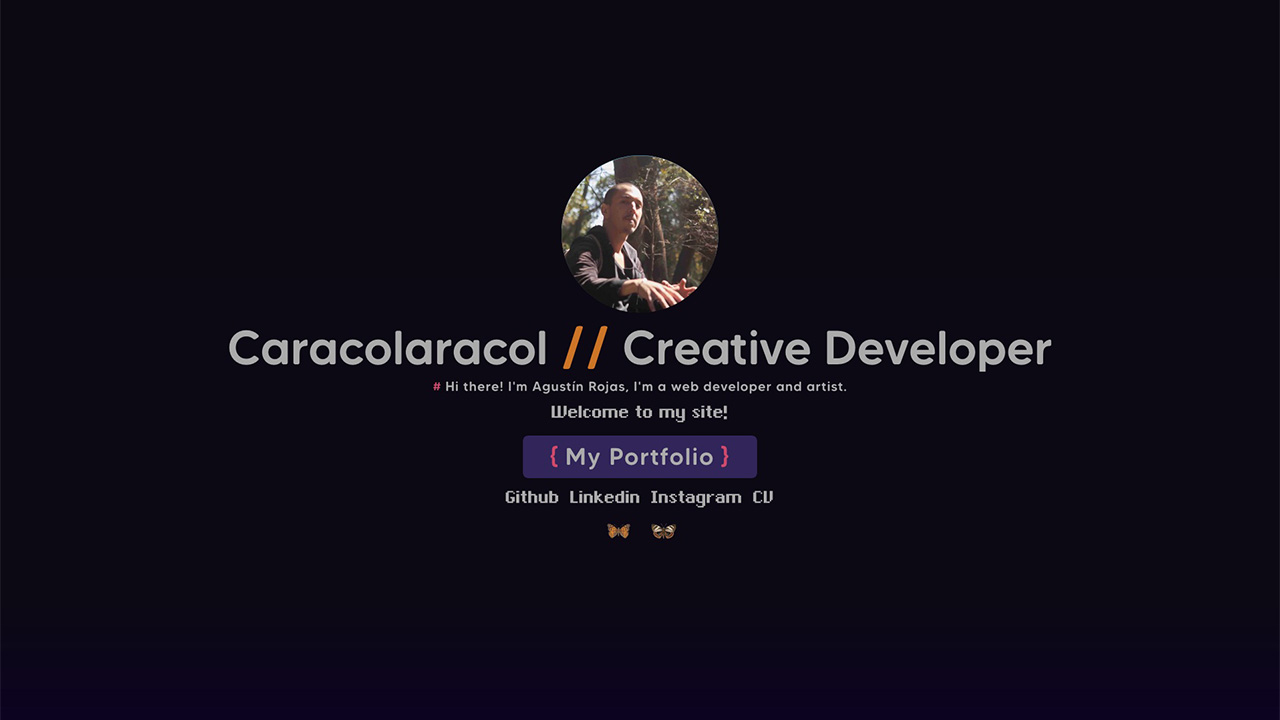 Caracolaracol // Creative Developer
# Hi there! I'm Agustín Rojas, I'm a web developer and artist.
Welcome to my site!
{ My Portfolio }
Github Linkedin Instagram CV